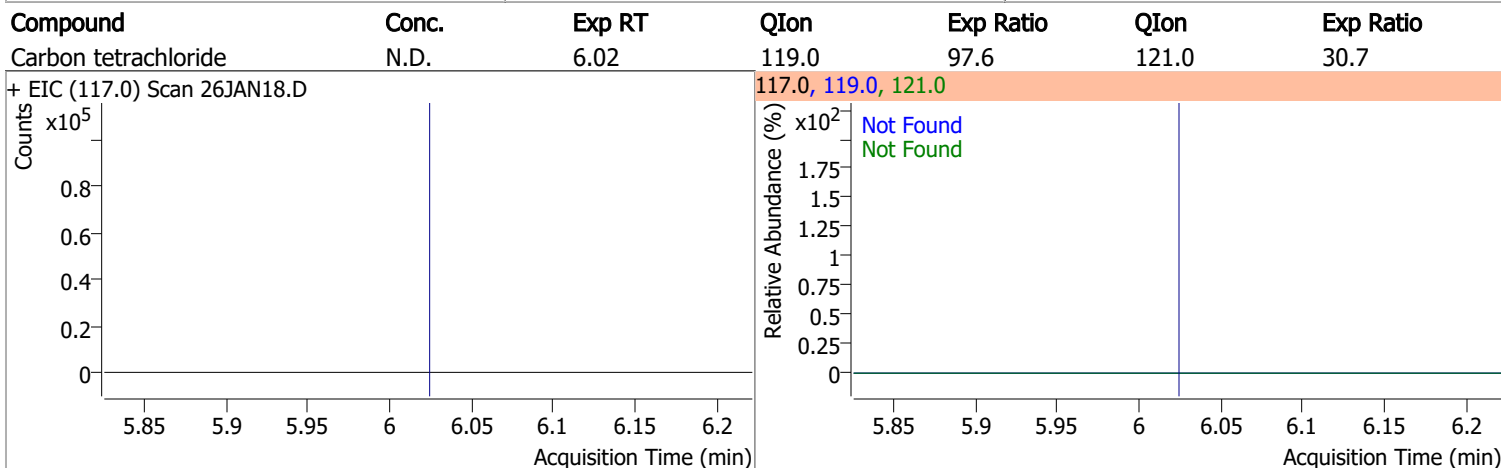 Compound Conc. Exp RT QIon Exp Ratio QIon Exp Ratio
Carbon tetrachloride N.D. 6.02 119.0 97.6 121.0 30.7
+ EIC (117.0) Scan 26JAN18.D
Counts
x10^5
0.8
0.6
0.4
0.2
0
5.85 5.9 5.95 6 6.05 6.1 6.15 6.2
Acquisition Time (min)
117.0, 119.0, 121.0
Relative Abundance (%)
x10^2
Not Found
Not Found
1.75
1.5
1.25
1
0.75
0.5
0.25
0
5.85 5.9 5.95 6 6.05 6.1 6.15 6.2
Acquisition Time (min)